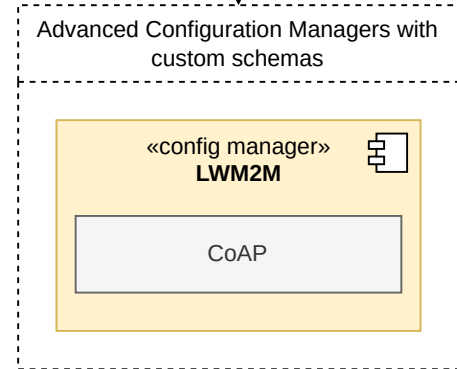 Advanced Configuration Managers with
custom schemas
«config manager»
LWM2M
CoAP